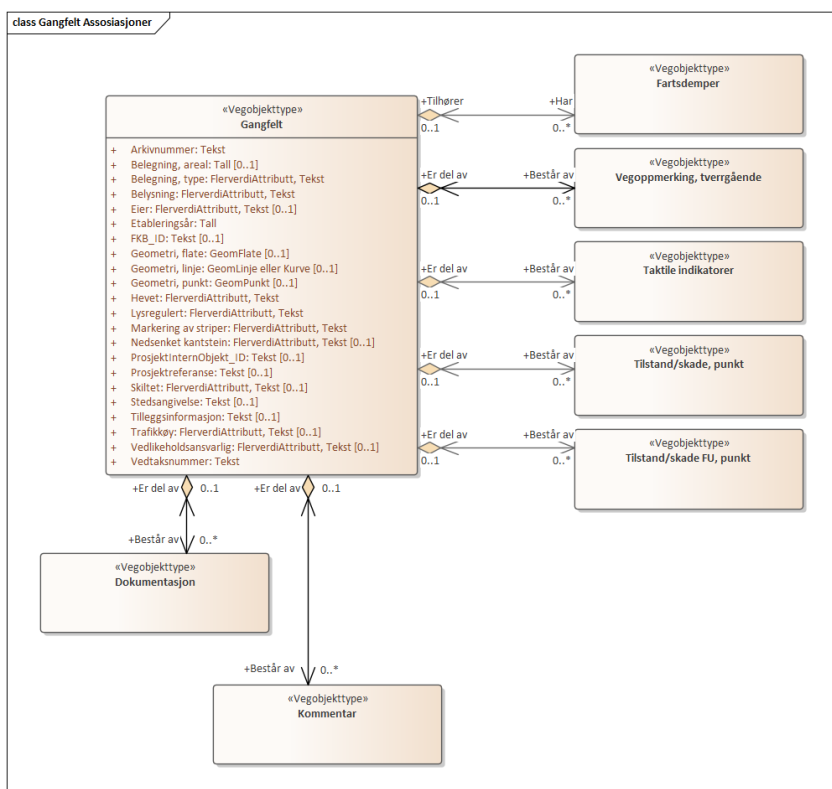 class Gangfelt Assosiasjoner
«Vegobjekttype»
Gangfelt
+ Arkivnummer: Tekst
+ Belegning, areal: Tall [0..1]
+ Belegning, type: FlerverdiAttributt, Tekst
+ Belysning: FlerverdiAttributt, Tekst
+ Eier: FlerverdiAttributt, Tekst [0..1]
+ Etableringsår: Tall
+ FKB_ID: Tekst [0..1]
+ Geometri, flate: GeomFlate [0..1]
+ Geometri, linje: GeomLinje eller Kurve [0..1]
+ Geometri, punkt: GeomPunkt [0..1]
+ Hevet: FlerverdiAttributt, Tekst
+ Lysregulert: FlerverdiAttributt, Tekst
+ Markering av striper: FlerverdiAttributt, Tekst
+ Nedsenket kantstein: FlerverdiAttributt, Tekst [0..1]
+ ProsjektInternObjekt_ID: Tekst [0..1]
+ Prosjektreferanse: Tekst [0..1]
+ Skiltet: FlerverdiAttributt, Tekst [0..1]
+ Stedsangivelse: Tekst [0..1]
+ Tilleggsinformasjon: Tekst [0..1]
+ Trafikkøy: FlerverdiAttributt, Tekst [0..1]
+ Vedlikeholdsansvarlig: FlerverdiAttributt, Tekst [0..1]
+ Vedtaksnummer: Tekst
+Tilhører +Har
0..1 0..*
«Vegobjekttype»
Fartsdemper
+Er del av +Består av
0..1 0..*
«Vegobjekttype»
Vegoppmerking, tverrgående
+Er del av +Består av
0..1 0..*
«Vegobjekttype»
Taktile indikatorer
+Er del av +Består av
0..1 0..*
«Vegobjekttype»
Tilstand/skade, punkt
+Er del av +Består av
0..1 0..*
«Vegobjekttype»
Tilstand/skade FU, punkt
+Er del av 0..1 +Er del av 0..1
+Består av 0..*
«Vegobjekttype»
Dokumentasjon
+Består av 0..*
«Vegobjekttype»
Kommentar